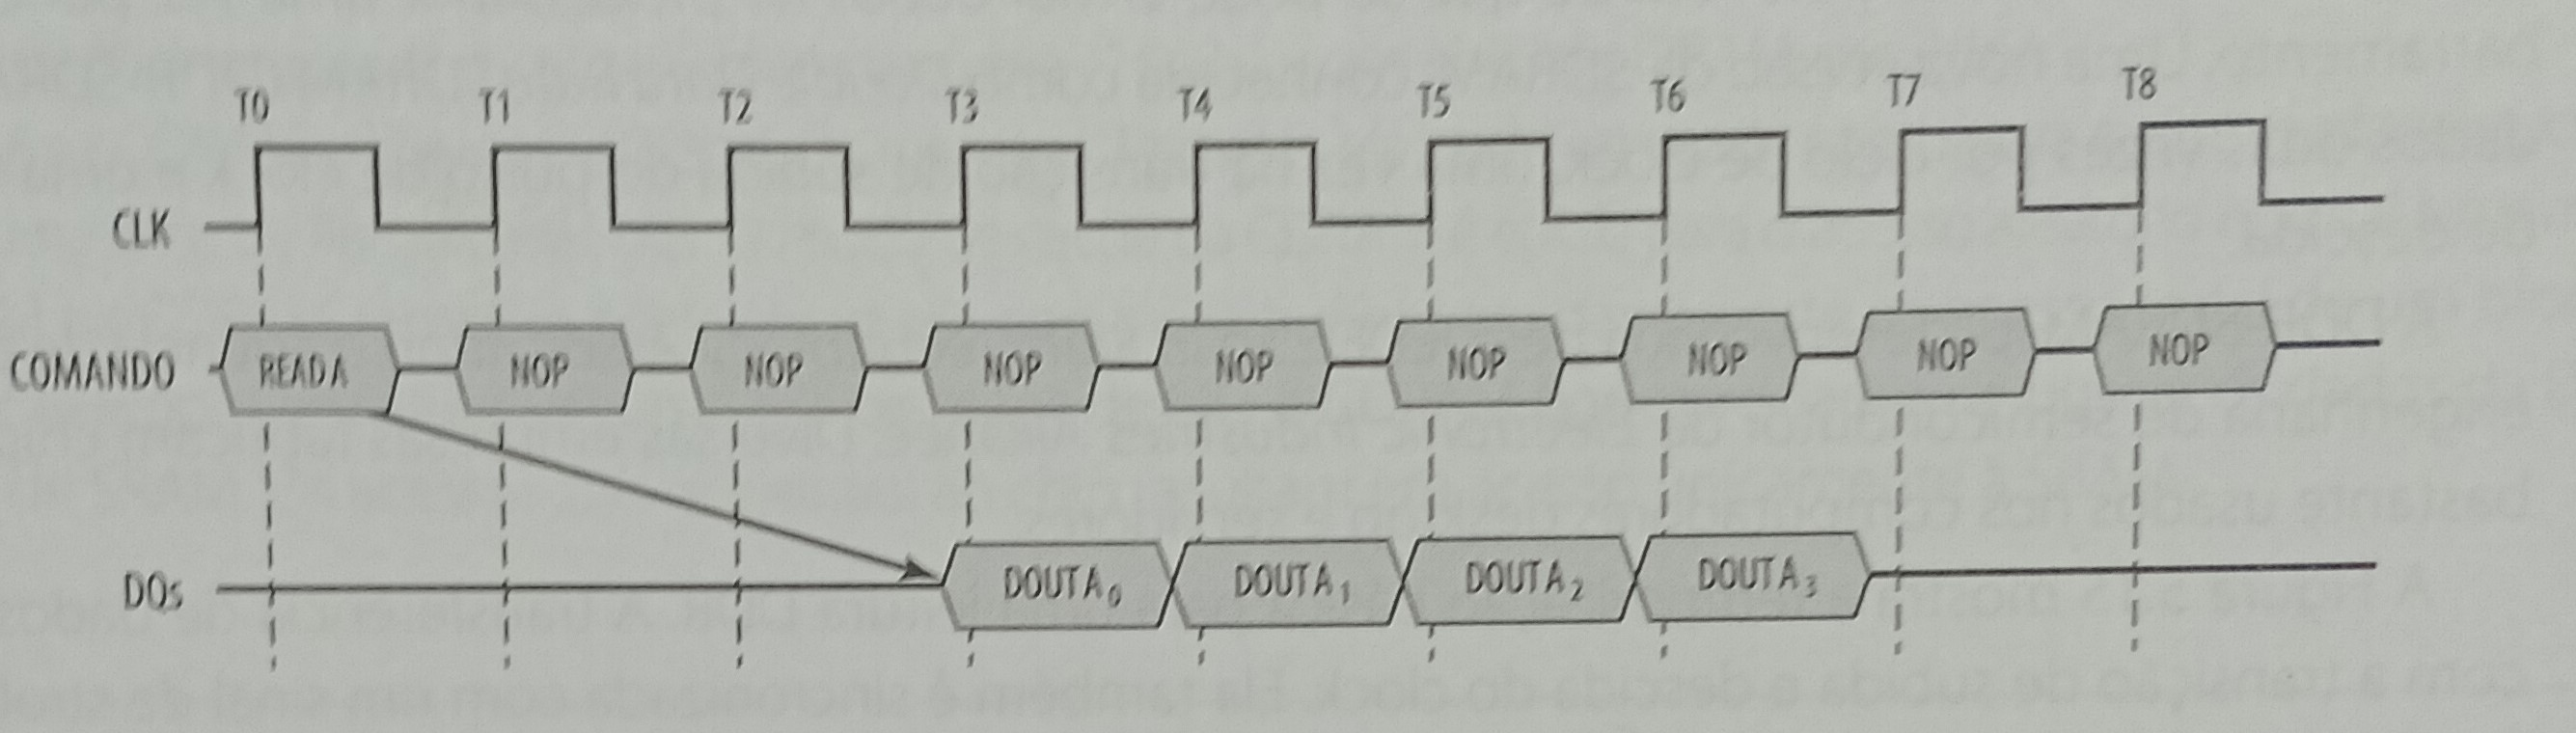 T0 T1 T2 T3 T4 T5 T6 T7 T8
CLK
COMANDO READA NOP NOP NOP NOP NOP NOP NOP NOP
DQs DOUTA₀ DOUTA₁ DOUTA₂ DOUTA₃